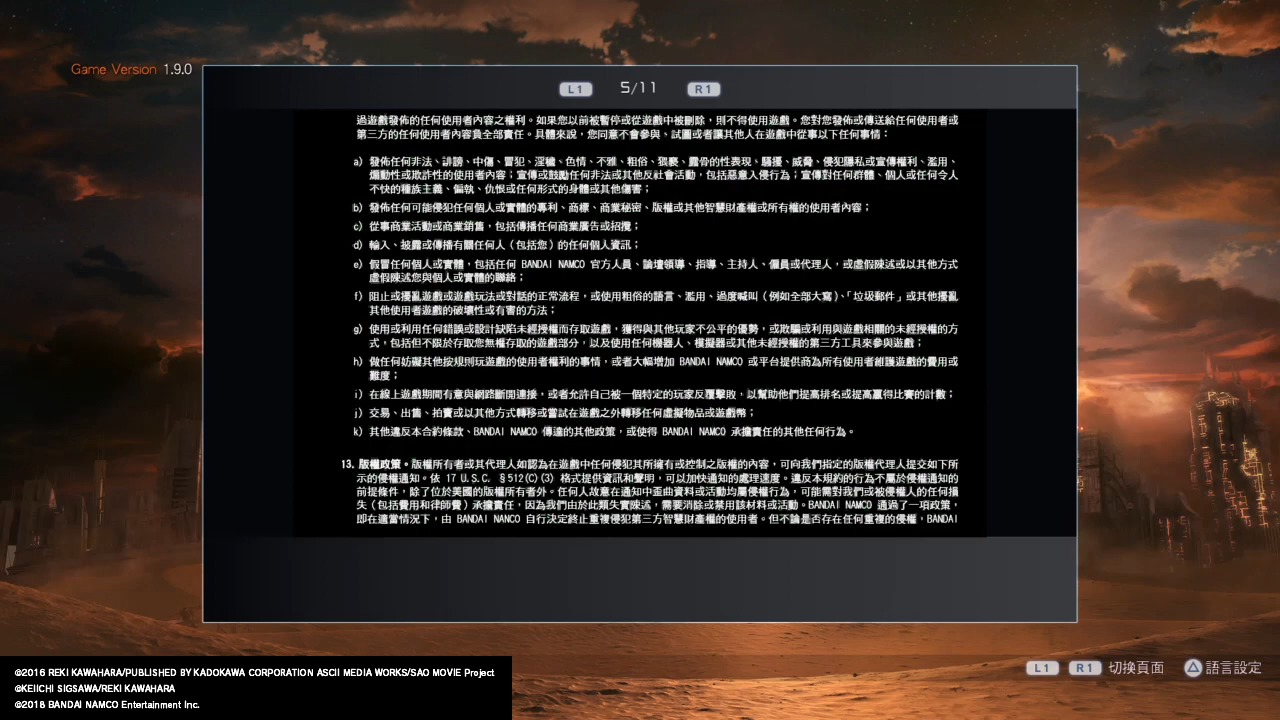 Game Version 1.9.0
L1 5/11 R1
過遊戲發佈的任何使用者內容之權利。如果您以前被暫停或從遊戲中被刪除，則不得使用遊戲。您對您發佈或傳送給任何使用者或
第三方的任何使用者內容負全部責任。具體來說，您同意不會參與、試圖或者讓其他人在遊戲中從事以下任何事情：
a) 發佈任何非法、誹謗、中傷、冒犯、淫穢、色情、不雅、粗俗、猥褻、露骨的性表現、騷擾、威脅、侵犯隱私或宣傳權利、濫用、
煽動性或欺詐性的使用者內容；宣傳或鼓勵任何非法或其他反社會活動，包括惡意入侵行為；宣傳對任何群體、個人或任何令人
不快的種族主義、偏執、仇恨或任何形式的身體或其他傷害；
b) 發佈任何可能侵犯任何個人或實體的專利、商標、商業秘密、版權或其他智慧財產權或所有權的使用者內容；
c) 從事商業活動或商業銷售，包括傳播任何商業廣告或招攬；
d) 輸入、披露或傳播有關任何人（包括您）的任何個人資訊；
e) 假冒任何個人或實體，包括任何 BANDAI NAMCO 官方人員、論壇領導、指導、主持人、僱員或代理人，或虛假陳述或以其他方式
虛假陳述您與個人或實體的聯絡；
f) 阻止或擾亂遊戲或遊戲玩法或對話的正常流程，或使用粗俗的語言、濫用、過度喊叫（例如全部大寫）、「垃圾郵件」或其他擾亂
其他使用者遊戲的破壞性或有害的方法；
g) 使用或利用任何錯誤或設計缺陷未經授權而存取遊戲，獲得與其他玩家不公平的優勢，或欺騙或利用與遊戲相關的未經授權的方
式，包括但不限於存取您無權存取的遊戲部分，以及使用任何機器人、模擬器或其他未經授權的第三方工具來參與遊戲；
h) 做任何妨礙其他按規則玩遊戲的使用者權利的事情，或者大幅增加 BANDAI NAMCO 或平台提供商為所有使用者維護遊戲的費用或
難度；
i) 在線上遊戲期間有意與網路斷開連接，或者允許自己被一個特定的玩家反覆擊敗，以幫助他們提高排名或提高贏得比賽的計數；
j) 交易、出售、拍賣或以其他方式轉移或嘗試在遊戲之外轉移任何虛擬物品或遊戲幣；
k) 其他違反本合約條款、BANDAI NAMCO 傳達的其他政策，或使得 BANDAI NAMCO 承擔責任的其他任何行為。
13. 版權政策。版權所有者或其代理人如認為在遊戲中任何侵犯其所擁有或控制之版權的內容，可向我們指定的版權代理人提交如下所
示的侵權通知。依 17 U.S.C. §512(C)(3) 格式提供資訊和聲明，可以加快通知的處理速度。違反本規約的行為不屬於侵權通知的
前提條件，除了位於美國的版權所有者外。任何人故意在通知中歪曲資料或活動均屬侵權行為，可能需對我們或被侵權人的任何損
失（包括費用和律師費）承擔責任，因為我們由於此類失實陳述，需要消除或禁用該材料或活動。BANDAI NAMCO 通過了一項政策，
即在適當情況下，由 BANDAI NANCO 自行決定終止重複侵犯第三方智慧財產權的使用者。但不論是否存在任何重複的侵權，BANDAI
L1 R1 切換頁面 △ 語言設定
©2016 REKI KAWAHARA/PUBLISHED BY KADOKAWA CORPORATION ASCII MEDIA WORKS/SAO MOVIE Project
©KEIICHI SIGSAWA/REKI KAWAHARA
©2018 BANDAI NAMCO Entertainment Inc.